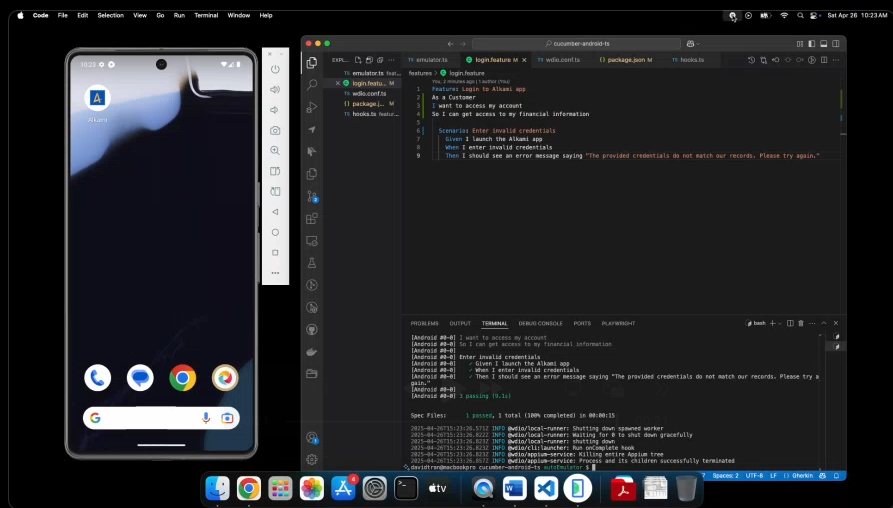 Code File Edit Selection View Go Run Terminal Window Help
Sat Apr 26 10:23 AM
10:23
Alkami
cucumber-android-ts
EXPL...
emulator.ts
login.feature M
wdio.conf.ts
package.json M
hooks.ts
features > login.feature
emulator.ts feat...
login.featu... M
wdio.conf.ts
package.j... M
hooks.ts featur...
You, 2 minutes ago | 1 author (You)
1 Feature: Login to Alkami app
2 As a Customer
3 I want to access my account
4 So I can get access to my financial information
5
6 Scenario: Enter invalid credentials
7 Given I launch the Alkami app
8 When I enter invalid credentials
9 Then I should see an error message saying "The provided credentials do not match our records. Please try again."
PROBLEMS OUTPUT TERMINAL DEBUG CONSOLE PORTS PLAYWRIGHT
bash
[Android #0-0] I want to access my account
[Android #0-0] So I can get access to my financial information
[Android #0-0]
[Android #0-0] Enter invalid credentials
[Android #0-0] ✓ Given I launch the Alkami app
[Android #0-0] ✓ When I enter invalid credentials
[Android #0-0] ✓ Then I should see an error message saying "The provided credentials do not match our records. Please try a
gain."
[Android #0-0]
[Android #0-0] 3 passing (9.1s)
Spec Files: 1 passed, 1 total (100% completed) in 00:00:15
2025-04-26T15:23:26.571Z INFO @wdio/local-runner: Shutting down spawned worker
2025-04-26T15:23:26.822Z INFO @wdio/local-runner: Waiting for 0 to shut down gracefully
2025-04-26T15:23:26.823Z INFO @wdio/local-runner: shutting down
2025-04-26T15:23:26.823Z INFO @wdio/cli:launcher: Run onComplete hook
2025-04-26T15:23:26.823Z INFO @wdio/appium-service: Killing entire Appium tree
2025-04-26T15:23:26.852Z INFO @wdio/appium-service: Process and its children successfully terminated
davidtran@macbookpro cucumber-android-ts autoEmulator $
Spaces: 2 UTF-8 LF Gherkin
tv